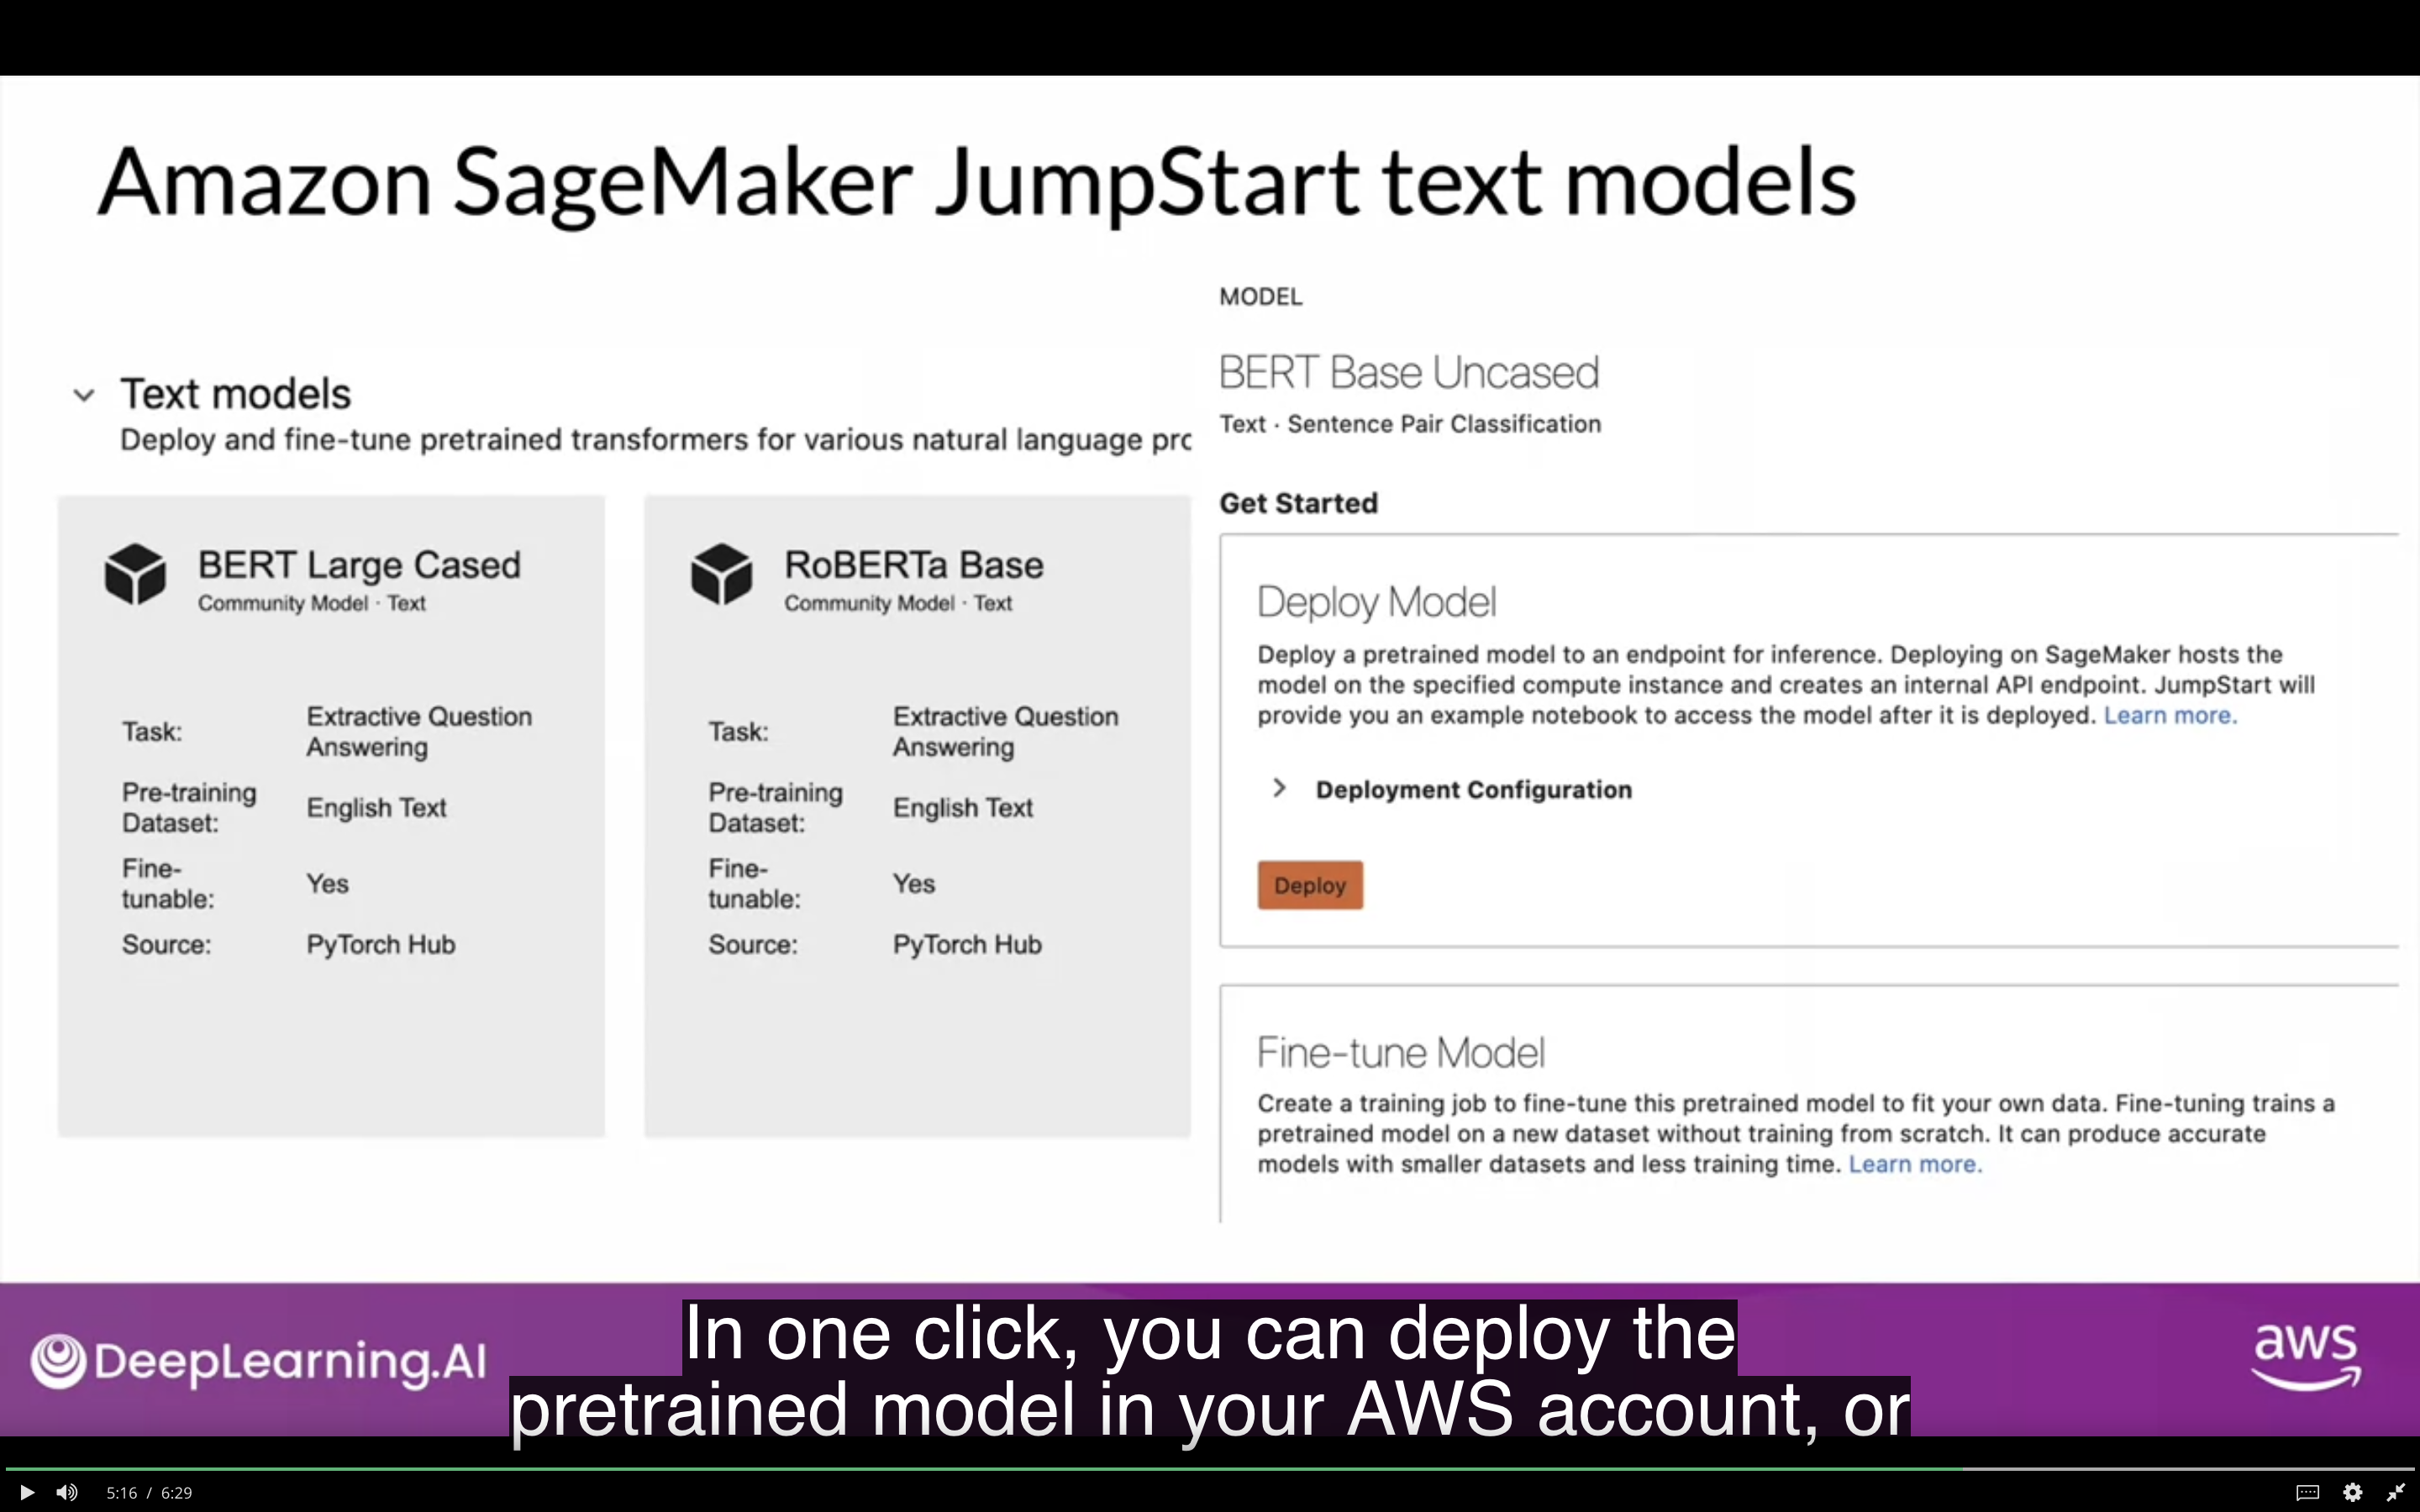 Amazon SageMaker JumpStart text models
Text models
Deploy and fine-tune pretrained transformers for various natural language prc
BERT Large Cased
Community Model · Text
Task:
Extractive Question
Answering
Pre-training
Dataset:
English Text
Fine-
tunable:
Yes
Source:
PyTorch Hub
RoBERTa Base
Community Model · Text
Task:
Extractive Question
Answering
Pre-training
Dataset:
English Text
Fine-
tunable:
Yes
Source:
PyTorch Hub
MODEL
BERT Base Uncased
Text · Sentence Pair Classification
Get Started
Deploy Model
Deploy a pretrained model to an endpoint for inference. Deploying on SageMaker hosts the
model on the specified compute instance and creates an internal API endpoint. JumpStart will
provide you an example notebook to access the model after it is deployed. Learn more.
Deployment Configuration
Deploy
Fine-tune Model
Create a training job to fine-tune this pretrained model to fit your own data. Fine-tuning trains a
pretrained model on a new dataset without training from scratch. It can produce accurate
models with smaller datasets and less training time. Learn more.
DeepLearning.AI
In one click, you can deploy the
pretrained model in your AWS account, or
aws
5:16 / 6:29